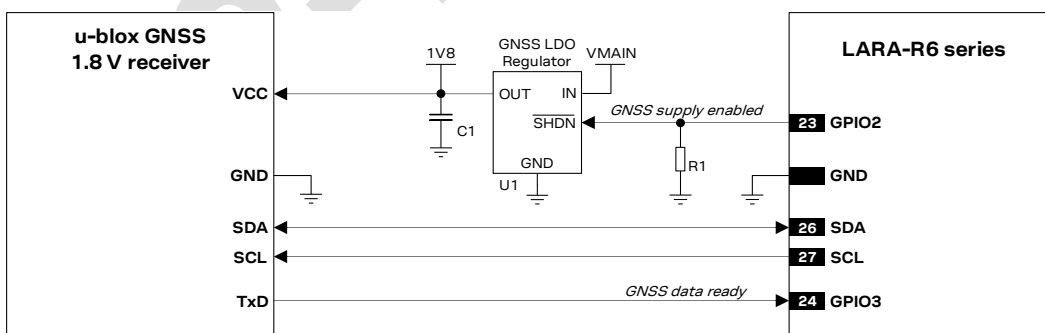 u-blox GNSS
1.8 V receiver
VCC
GND
SDA
SCL
TxD
1V8
C1
GNSS LDO
Regulator
VMAIN
OUT
IN
SHDN
GND
U1
GNSS supply enabled
R1
GNSS data ready
LARA-R6 series
23 GPIO2
GND
26 SDA
27 SCL
24 GPIO3